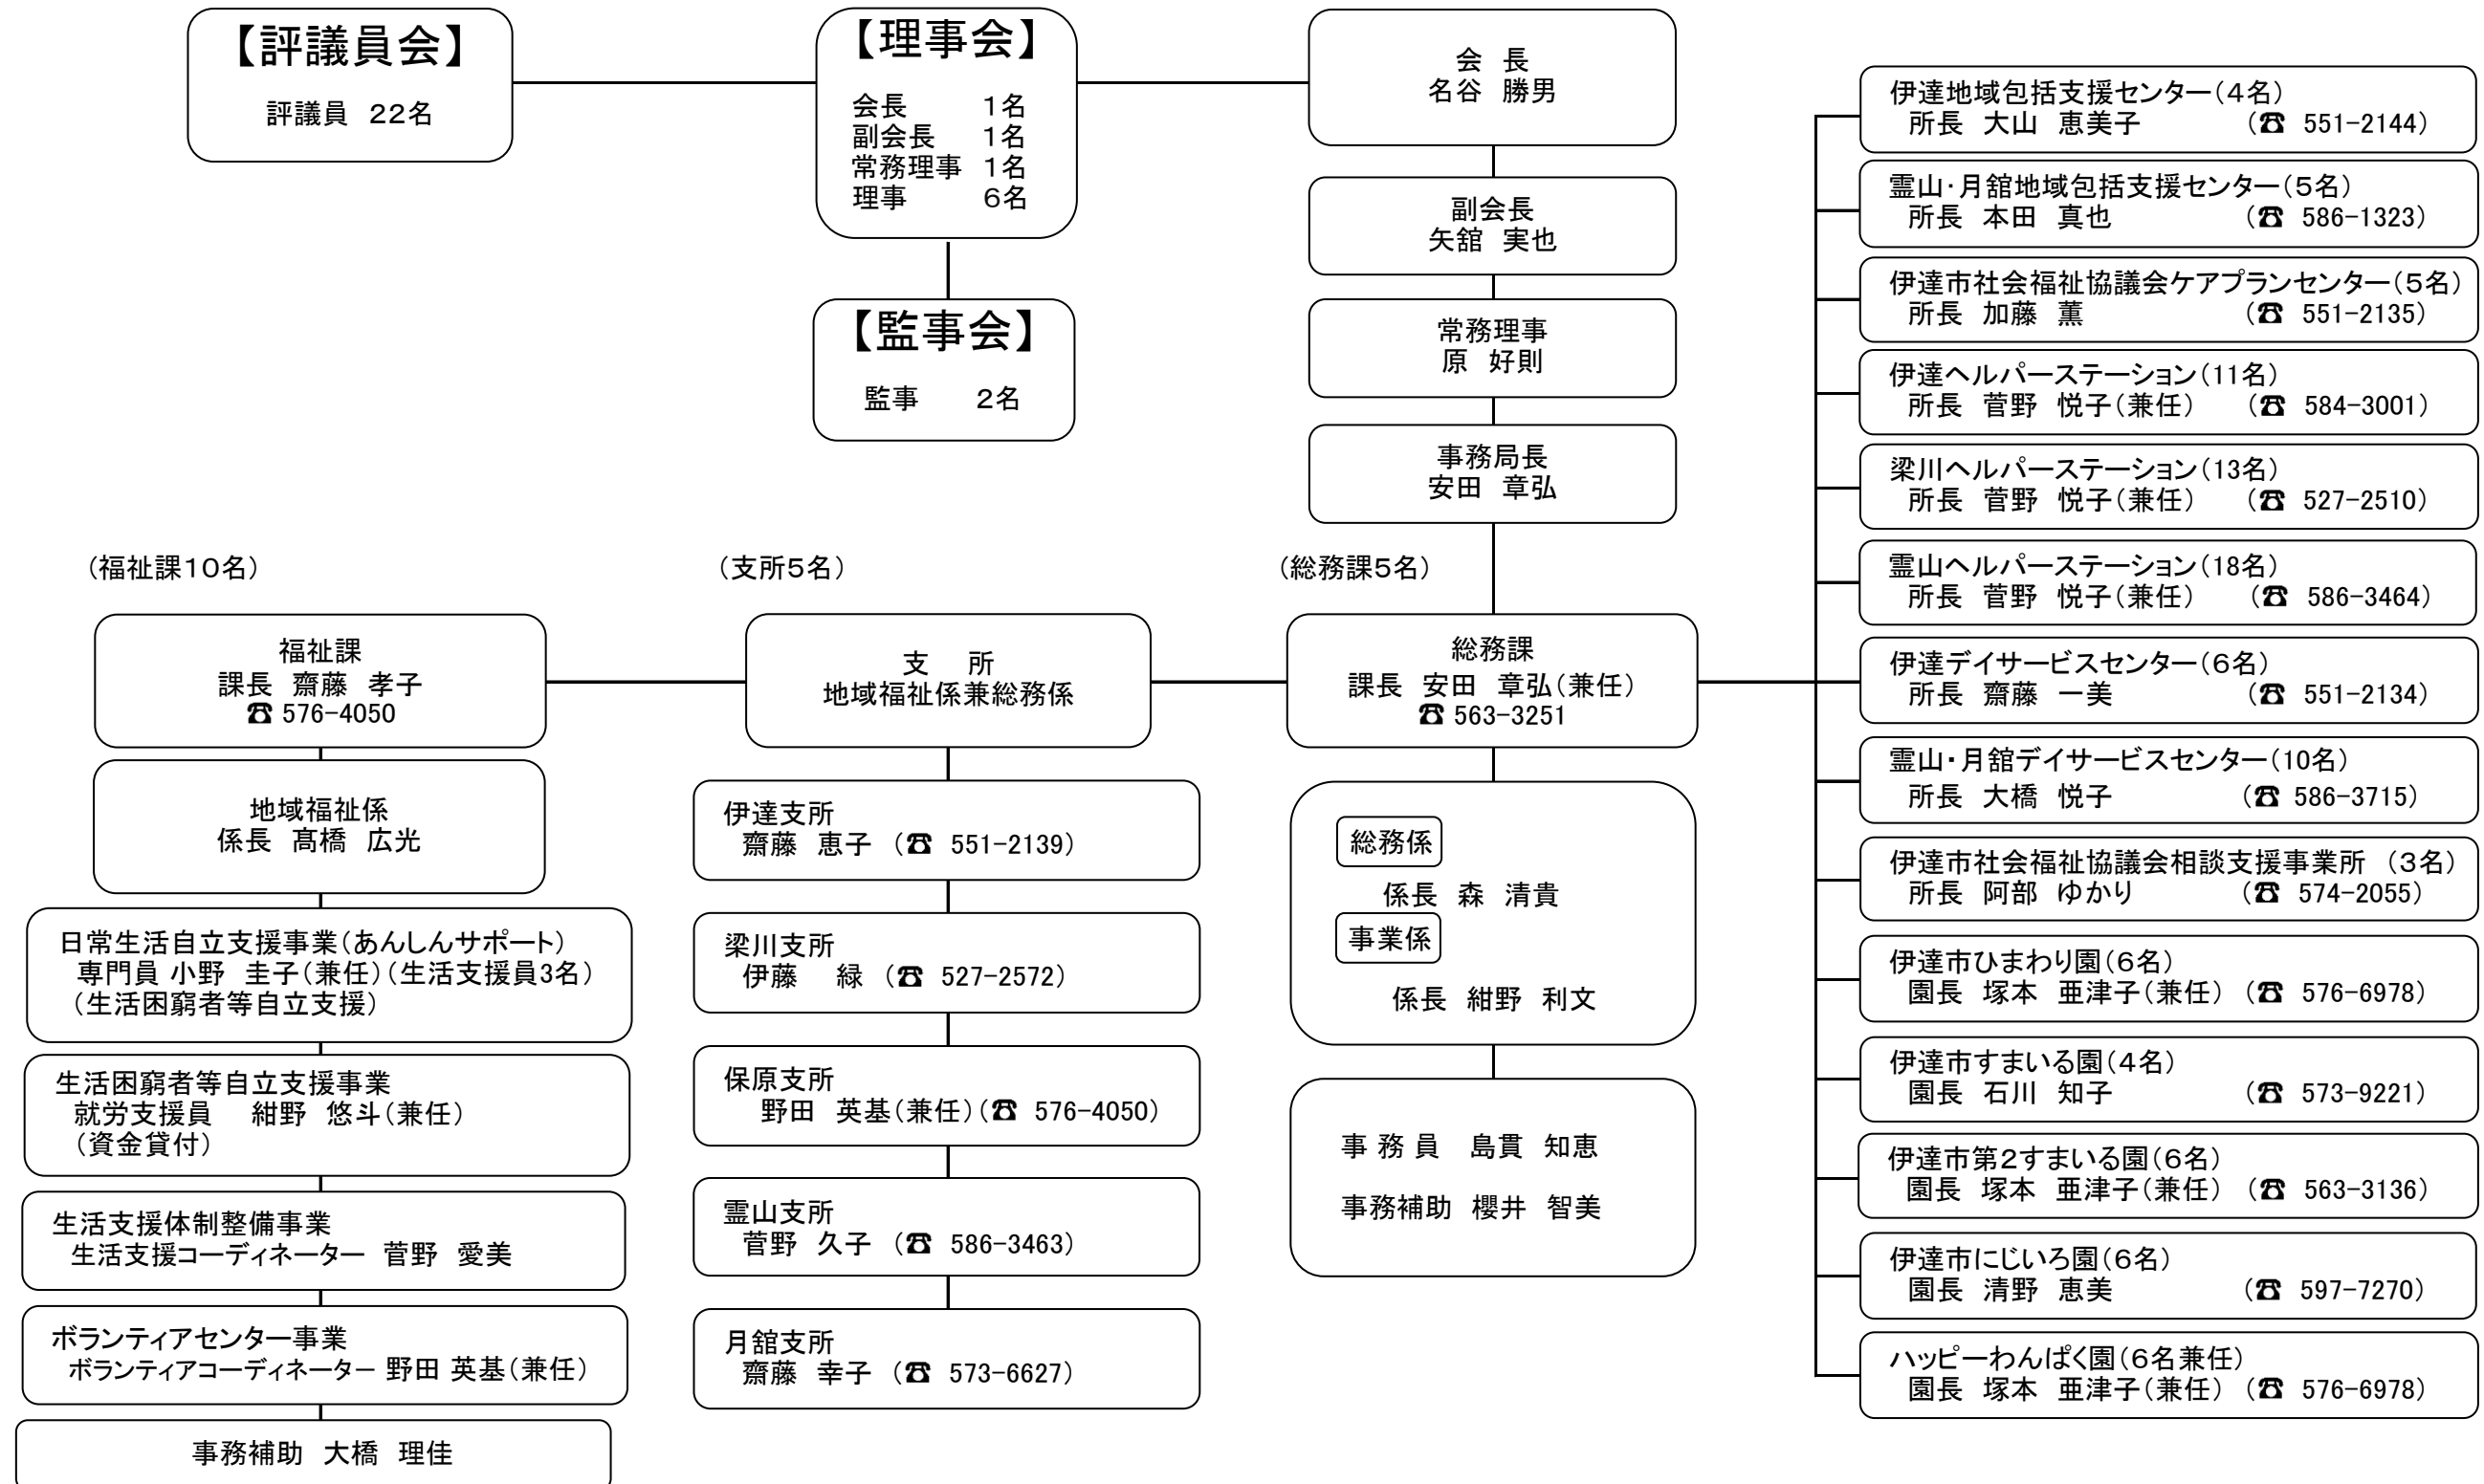 【評議員会】
評議員　２２名
【理事会】
会長　　　１名
副会長　　１名
常務理事　１名
理事　　　６名
【監事会】
監事　　２名
会　長
名谷　勝男
副会長
矢舘　実也
常務理事
原　好則
事務局長
安田　章弘
（福祉課１０名）
福祉課
課長　齋藤　孝子
☎ 576-4050
地域福祉係
係長　髙橋　広光
日常生活自立支援事業（あんしんサポート）
専門員 小野　圭子（兼任）（生活支援員3名）
（生活困窮者等自立支援）
生活困窮者等自立支援事業
就労支援員　紺野　悠斗（兼任）
（資金貸付）
生活支援体制整備事業
生活支援コーディネーター　菅野　愛美
ボランティアセンター事業
ボランティアコーディネーター 野田 英基（兼任）
事務補助　大橋　理佳
（支所５名）
支　所
地域福祉係兼総務係
伊達支所
齋藤　恵子　（☎ 551-2139）
梁川支所
伊藤　緑　（☎ 527-2572）
保原支所
野田　英基（兼任）（☎ 576-4050）
霊山支所
菅野　久子　（☎ 586-3463）
月舘支所
齋藤　幸子　（☎ 573-6627）
（総務課５名）
総務課
課長　安田　章弘（兼任）
☎ 563-3251
総務係
係長　森　清貴
事業係
係長　紺野　利文
事 務 員　島貫　知恵
事務補助　櫻井　智美
伊達地域包括支援センター（４名）
所長　大山　恵美子　（☎ 551-2144）
霊山・月舘地域包括支援センター（５名）
所長　本田　真也　（☎ 586-1323）
伊達市社会福祉協議会ケアプランセンター（５名）
所長　加藤　薫　（☎ 551-2135）
伊達ヘルパーステーション（11名）
所長　菅野　悦子（兼任）　（☎ 584-3001）
梁川ヘルパーステーション（13名）
所長　菅野　悦子（兼任）　（☎ 527-2510）
霊山ヘルパーステーション（18名）
所長　菅野　悦子（兼任）　（☎ 586-3464）
伊達デイサービスセンター（６名）
所長　齋藤　一美　（☎ 551-2134）
霊山・月舘デイサービスセンター（10名）
所長　大橋　悦子　（☎ 586-3715）
伊達市社会福祉協議会相談支援事業所　（３名）
所長　阿部　ゆかり　（☎ 574-2055）
伊達市ひまわり園（６名）
園長　塚本　亜津子（兼任）　（☎ 576-6978）
伊達市すまいる園（４名）
園長　石川　知子　（☎ 573-9221）
伊達市第２すまいる園（６名）
園長　塚本　亜津子（兼任）　（☎ 563-3136）
伊達市にじいろ園（６名）
園長　清野　恵美　（☎ 597-7270）
ハッピーわんぱく園（６名兼任）
園長　塚本　亜津子（兼任）　（☎ 576-6978）